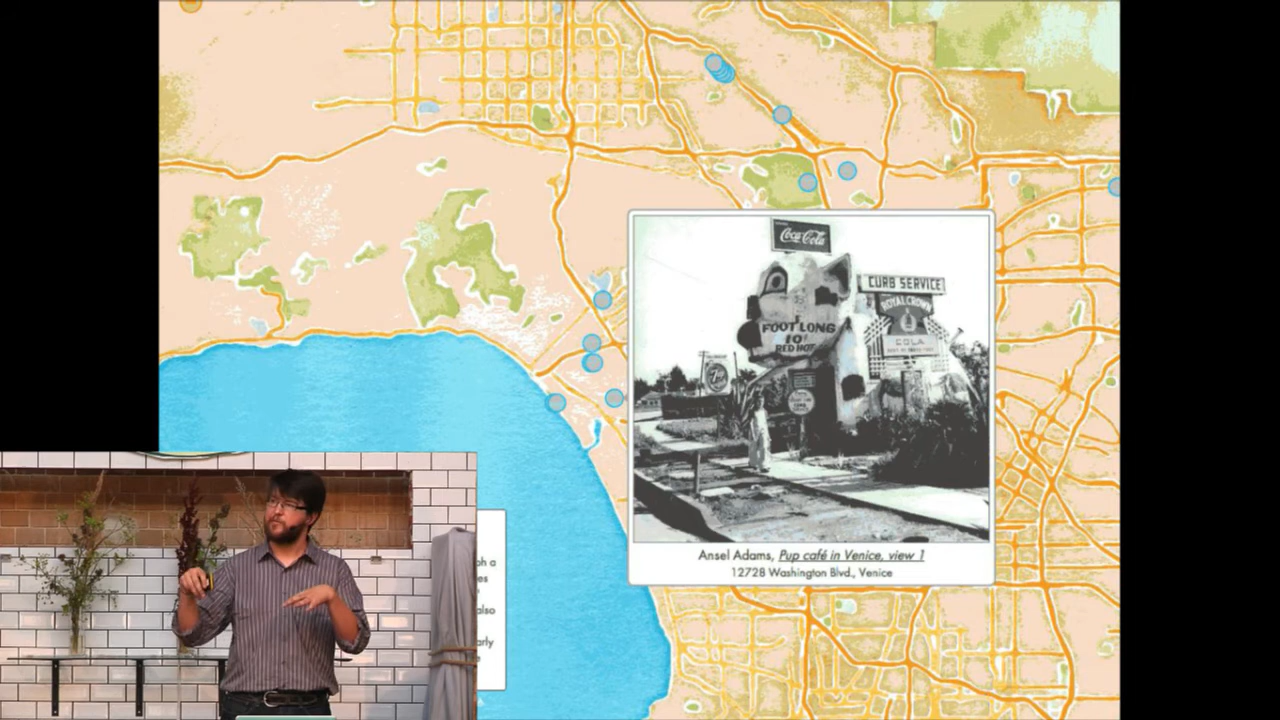 Coca-Cola
CURB SERVICE
ROYAL CROWN
COLA
FOOT LONG
10¢
RED HOT
also
Ansel Adams, Pup café in Venice, view 1
12728 Washington Blvd., Venice